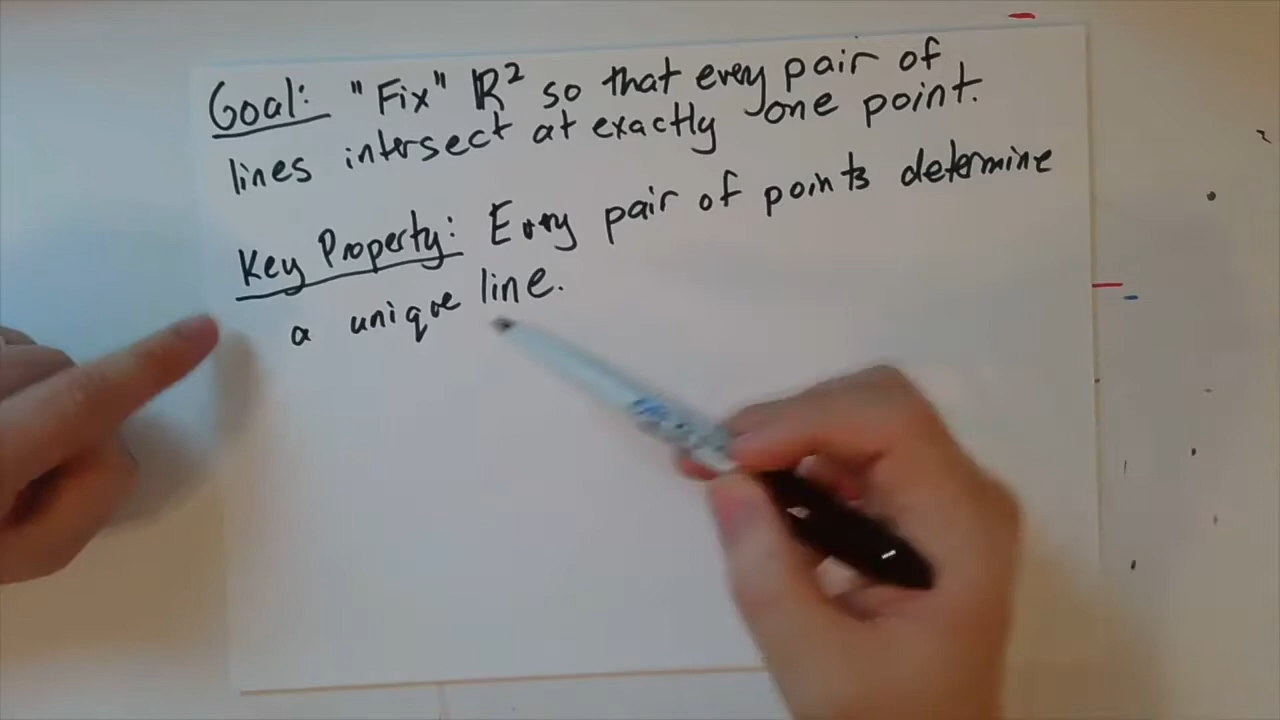 Goal: "Fix" ℝ² so that every pair of
lines intersect at exactly one point.
Key Property: Every pair of points determine
a unique line.